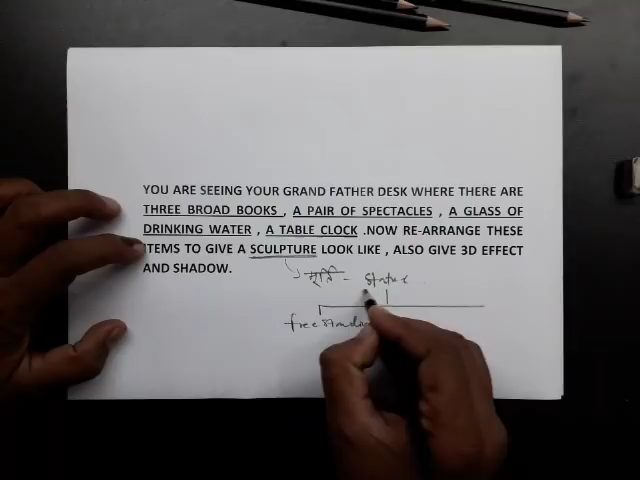 YOU ARE SEEING YOUR GRAND FATHER DESK WHERE THERE ARE
THREE BROAD BOOKS , A PAIR OF SPECTACLES , A GLASS OF
DRINKING WATER , A TABLE CLOCK .NOW RE-ARRANGE THESE
ITEMS TO GIVE A SCULPTURE LOOK LIKE , ALSO GIVE 3D EFFECT
AND SHADOW.
मूर्ति - Statue
free